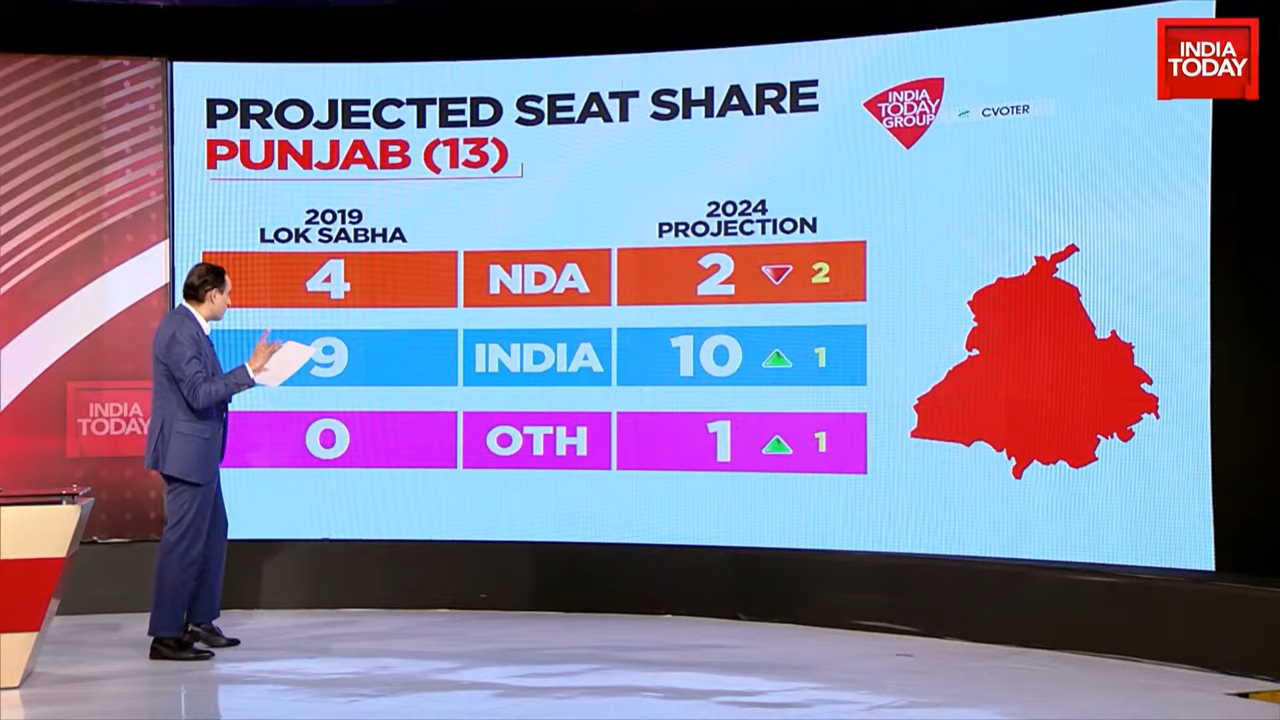 INDIA
TODAY
PROJECTED SEAT SHARE
PUNJAB (13)
INDIA
TODAY
GROUP
CVOTER
2019
LOK SABHA
2024
PROJECTION
4 NDA 2 2
9 INDIA 10 1
0 OTH 1 1
INDIA
TODAY